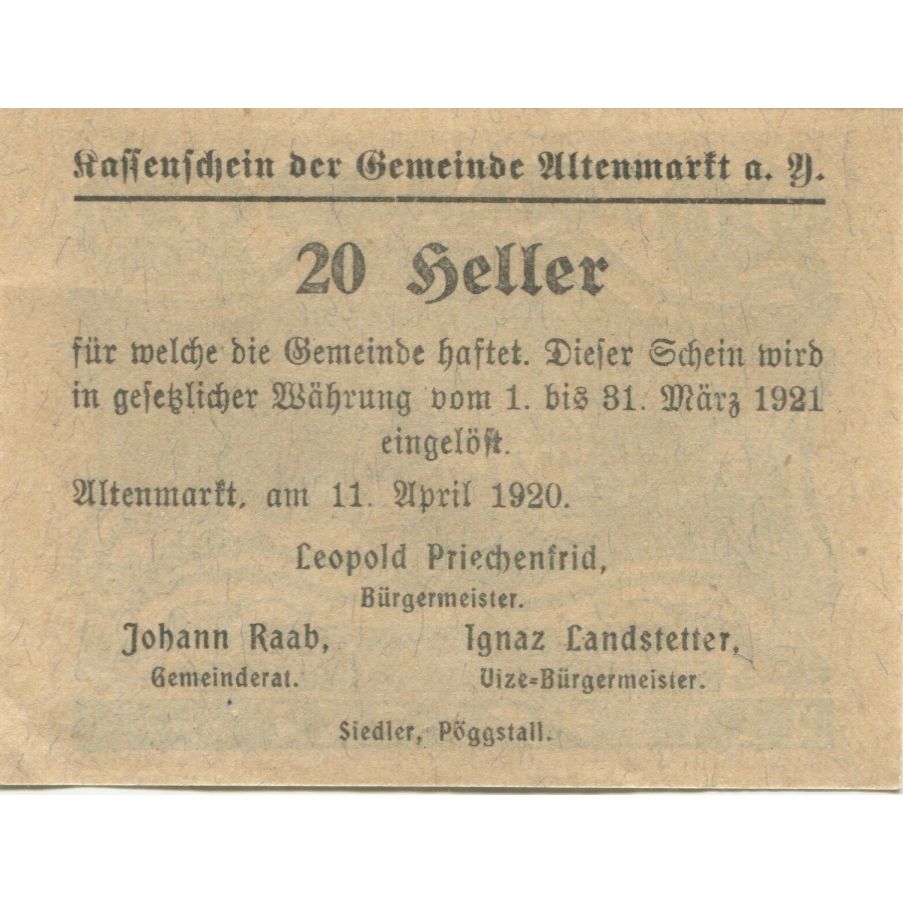 Kassenschein der Gemeinde Altenmarkt a. Y.
20 Heller
für welche die Gemeinde haftet. Dieser Schein wird
in gesetzlicher Währung vom 1. bis 31. März 1921
eingelöst.
Altenmarkt, am 11. April 1920.
Leopold Priechenfrid,
Bürgermeister.
Johann Raab,
Gemeinderat.
Ignaz Landstetter,
Vize=Bürgermeister.
Siedler, Pöggstall.